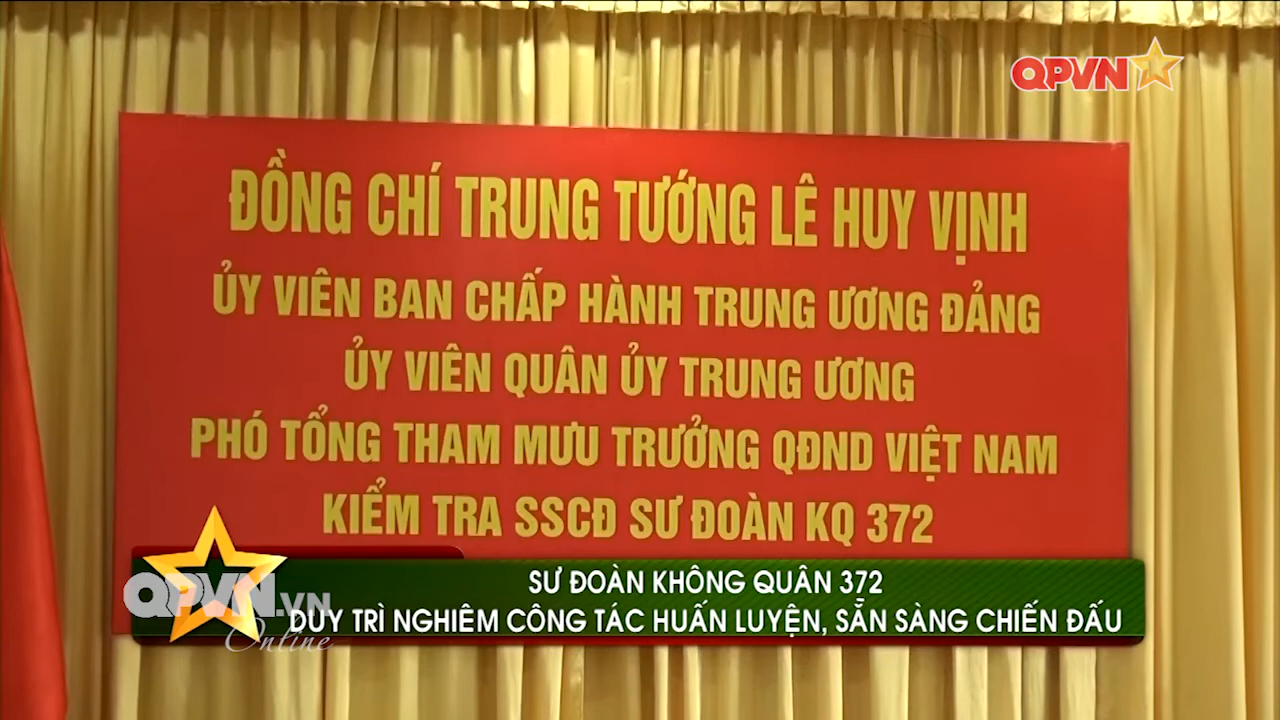 QPVN
ĐỒNG CHÍ TRUNG TƯỚNG LÊ HUY VỊNH
ỦY VIÊN BAN CHẤP HÀNH TRUNG ƯƠNG ĐẢNG
ỦY VIÊN QUÂN ỦY TRUNG ƯƠNG
PHÓ TỔNG THAM MƯU TRƯỞNG QĐND VIỆT NAM
KIỂM TRA SSCĐ SƯ ĐOÀN KQ 372
SƯ ĐOÀN KHÔNG QUÂN 372
DUY TRÌ NGHIÊM CÔNG TÁC HUẤN LUYỆN, SẴN SÀNG CHIẾN ĐẤU
QPVN.VN
Online